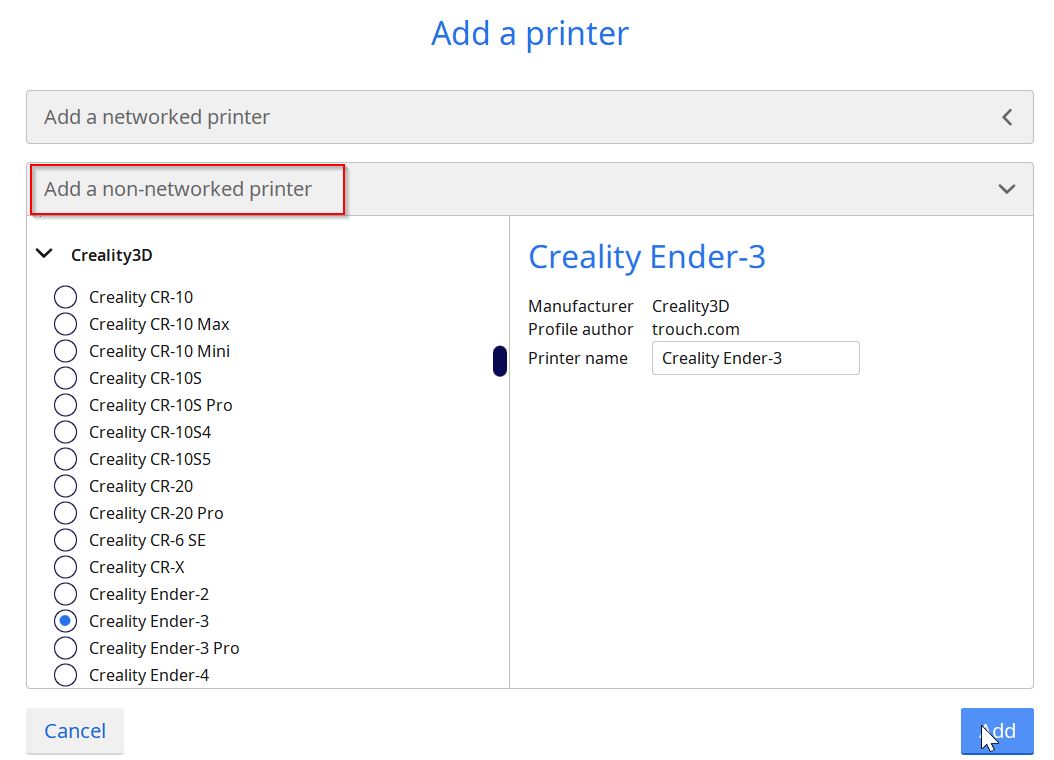 Add a printer
Add a networked printer
Add a non-networked printer
Creality3D
Creality CR-10
Creality CR-10 Max
Creality CR-10 Mini
Creality CR-10S
Creality CR-10S Pro
Creality CR-10S4
Creality CR-10S5
Creality CR-20
Creality CR-20 Pro
Creality CR-6 SE
Creality CR-X
Creality Ender-2
Creality Ender-3
Creality Ender-3 Pro
Creality Ender-4
Creality Ender-3
Manufacturer Creality3D
Profile author trouch.com
Printer name Creality Ender-3
Cancel
Add